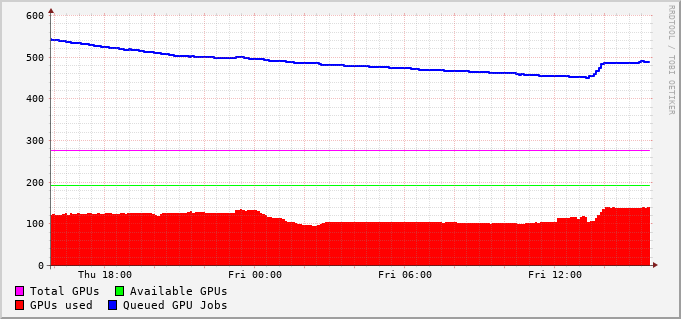 600
500
400
300
200
100
0
Thu 18:00 Fri 00:00 Fri 06:00 Fri 12:00
Total GPUs Available GPUs
GPUs used Queued GPU Jobs
RRDTOOL / TOBI OETIKER